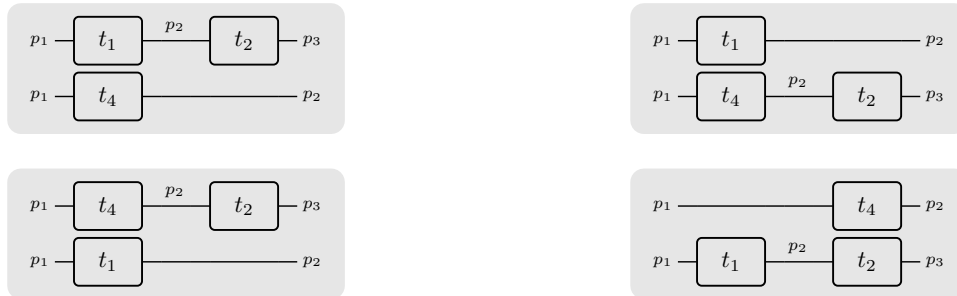 p₁ t₁ p₂ t₂ p₃
p₁ t₄ p₂
p₁ t₁ p₂
p₁ t₄ p₂ t₂ p₃
p₁ t₄ p₂ t₂ p₃
p₁ t₁ p₂
p₁ t₄ p₂
p₁ t₁ p₂ t₂ p₃